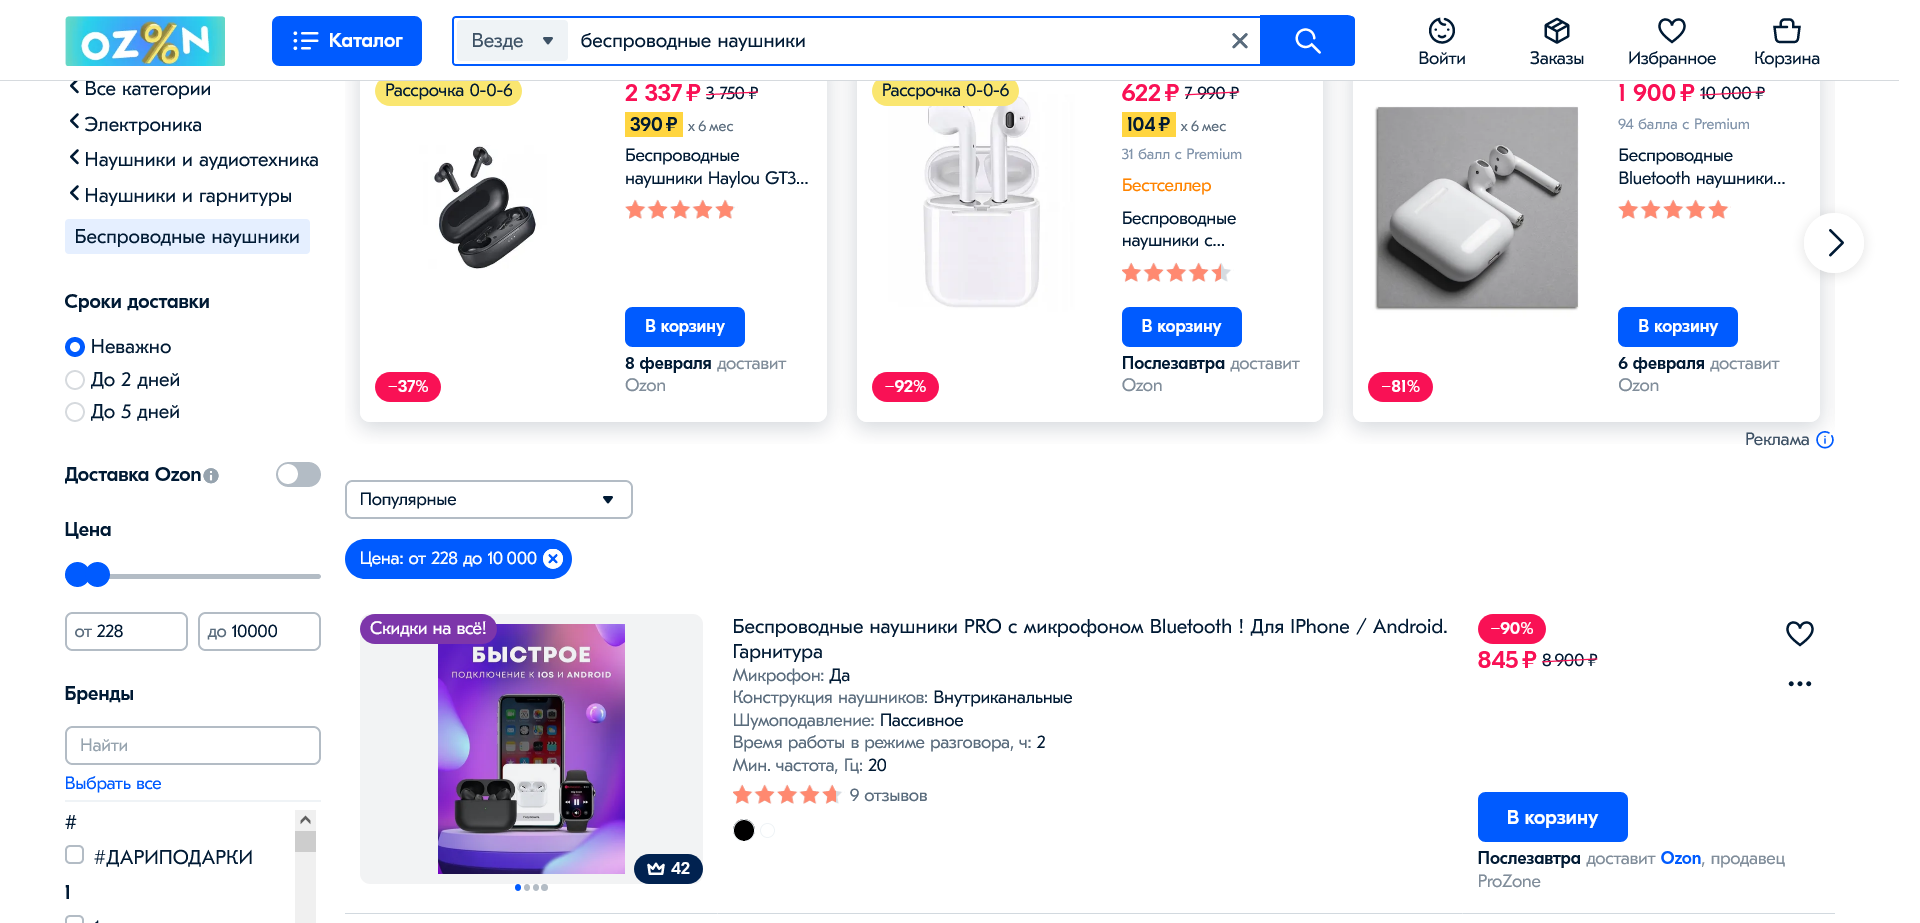 OZ%N
Каталог
Везде
беспроводные наушники
Войти
Заказы
Избранное
Корзина
Все категории
Электроника
Наушники и аудиотехника
Наушники и гарнитуры
Беспроводные наушники
Сроки доставки
Неважно
До 2 дней
До 5 дней
Доставка Ozon
Цена
от 228
до 10000
Бренды
Найти
Выбрать все
#
#ДАРИПОДАРКИ
1
Рассрочка 0-0-6
2 337 ₽ 3 750 ₽
390 ₽ x 6 мес
Беспроводные
наушники Haylou GT3...
В корзину
8 февраля доставит
Ozon
−37%
Рассрочка 0-0-6
622 ₽ 7 990 ₽
104 ₽ x 6 мес
31 балл с Premium
Бестселлер
Беспроводные
наушники с...
В корзину
Послезавтра доставит
Ozon
−92%
1 900 ₽ 10 000 ₽
94 балла с Premium
Беспроводные
Bluetooth наушники...
В корзину
6 февраля доставит
Ozon
−81%
Реклама
Популярные
Цена: от 228 до 10 000
Скидки на всё!
БЫСТРОЕ
ПОДКЛЮЧЕНИЕ К IOS И ANDROID
42
Беспроводные наушники PRO с микрофоном Bluetooth ! Для IPhone / Android.
Гарнитура
Микрофон: Да
Конструкция наушников: Внутриканальные
Шумоподавление: Пассивное
Время работы в режиме разговора, ч: 2
Мин. частота, Гц: 20
9 отзывов
−90%
845 ₽ 8 900 ₽
В корзину
Послезавтра доставит Ozon, продавец
ProZone